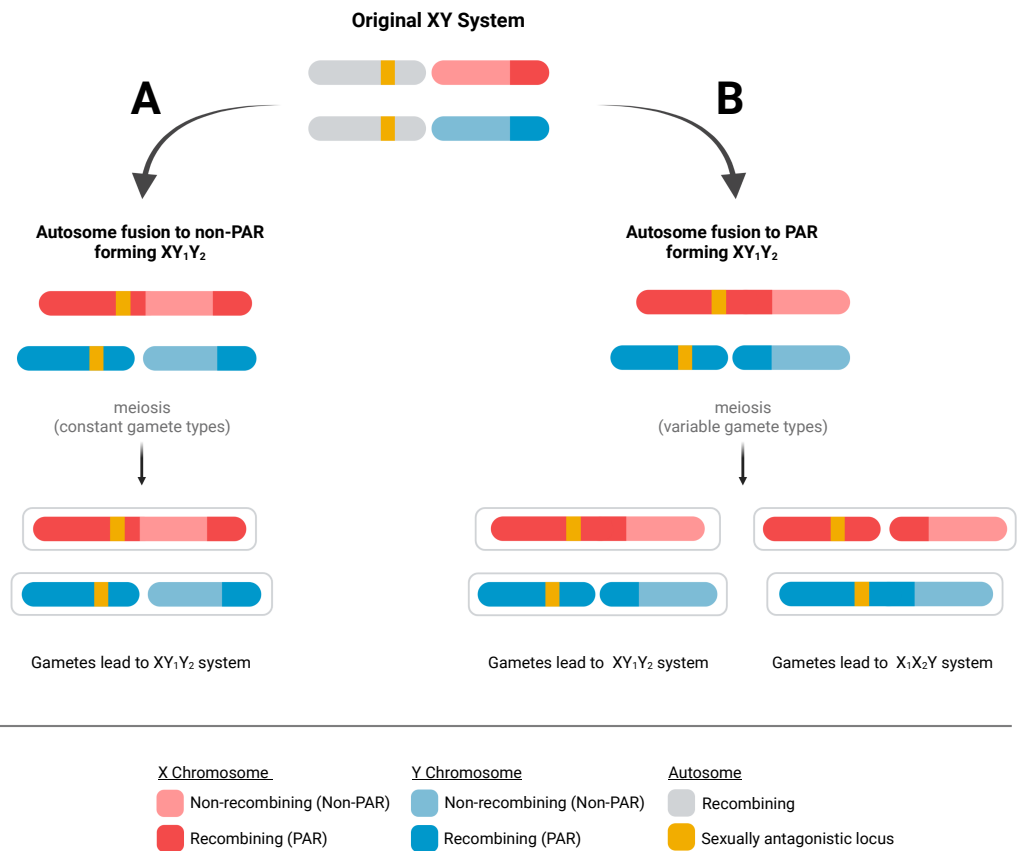 Original XY System
A
B
Autosome fusion to non-PAR
forming XY₁Y₂
Autosome fusion to PAR
forming XY₁Y₂
meiosis
(constant gamete types)
meiosis
(variable gamete types)
Gametes lead to XY₁Y₂ system
Gametes lead to XY₁Y₂ system
Gametes lead to X₁X₂Y system
X Chromosome
Non-recombining (Non-PAR)
Recombining (PAR)
Y Chromosome
Non-recombining (Non-PAR)
Recombining (PAR)
Autosome
Recombining
Sexually antagonistic locus